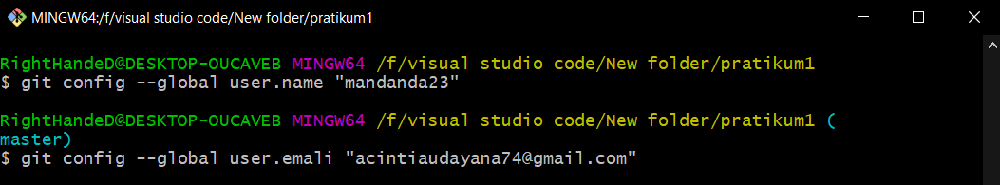 MINGW64:/f/visual studio code/New folder/pratikum1
RightHandeD@DESKTOP-OUCAVEB MINGW64 /f/visual studio code/New folder/pratikum1
$ git config --global user.name "mandanda23"
RightHandeD@DESKTOP-OUCAVEB MINGW64 /f/visual studio code/New folder/pratikum1 (
master)
$ git config --global user.emali "acintiaudayana74@gmail.com"